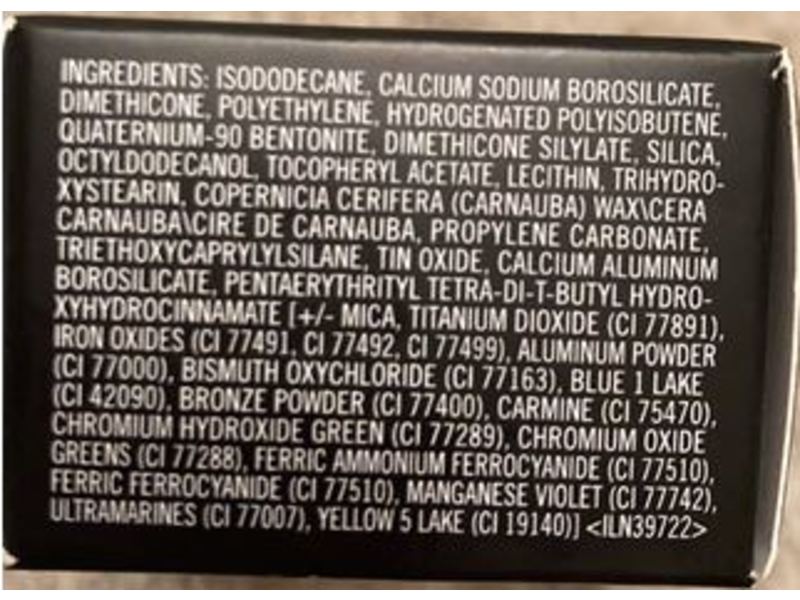 INGREDIENTS: ISODODECANE, CALCIUM SODIUM BOROSILICATE,
DIMETHICONE, POLYETHYLENE, HYDROGENATED POLYISOBUTENE,
QUATERNIUM-90 BENTONITE, DIMETHICONE SILYLATE, SILICA,
OCTYLDODECANOL, TOCOPHERYL ACETATE, LECITHIN, TRIHYDRO-
XYSTEARIN, COPERNICIA CERIFERA (CARNAUBA) WAX\CERA
CARNAUBA\CIRE DE CARNAUBA, PROPYLENE CARBONATE,
TRIETHOXYCAPRYLYLSILANE, TIN OXIDE, CALCIUM ALUMINUM
BOROSILICATE, PENTAERYTHRITYL TETRA-DI-T-BUTYL HYDRO-
XYHYDROCINNAMATE [+/- MICA, TITANIUM DIOXIDE (CI 77891),
IRON OXIDES (CI 77491, CI 77492, CI 77499), ALUMINUM POWDER
(CI 77000), BISMUTH OXYCHLORIDE (CI 77163), BLUE 1 LAKE
(CI 42090), BRONZE POWDER (CI 77400), CARMINE (CI 75470),
CHROMIUM HYDROXIDE GREEN (CI 77289), CHROMIUM OXIDE
GREENS (CI 77288), FERRIC AMMONIUM FERROCYANIDE (CI 77510),
FERRIC FERROCYANIDE (CI 77510), MANGANESE VIOLET (CI 77742),
ULTRAMARINES (CI 77007), YELLOW 5 LAKE (CI 19140)] <ILN39722>